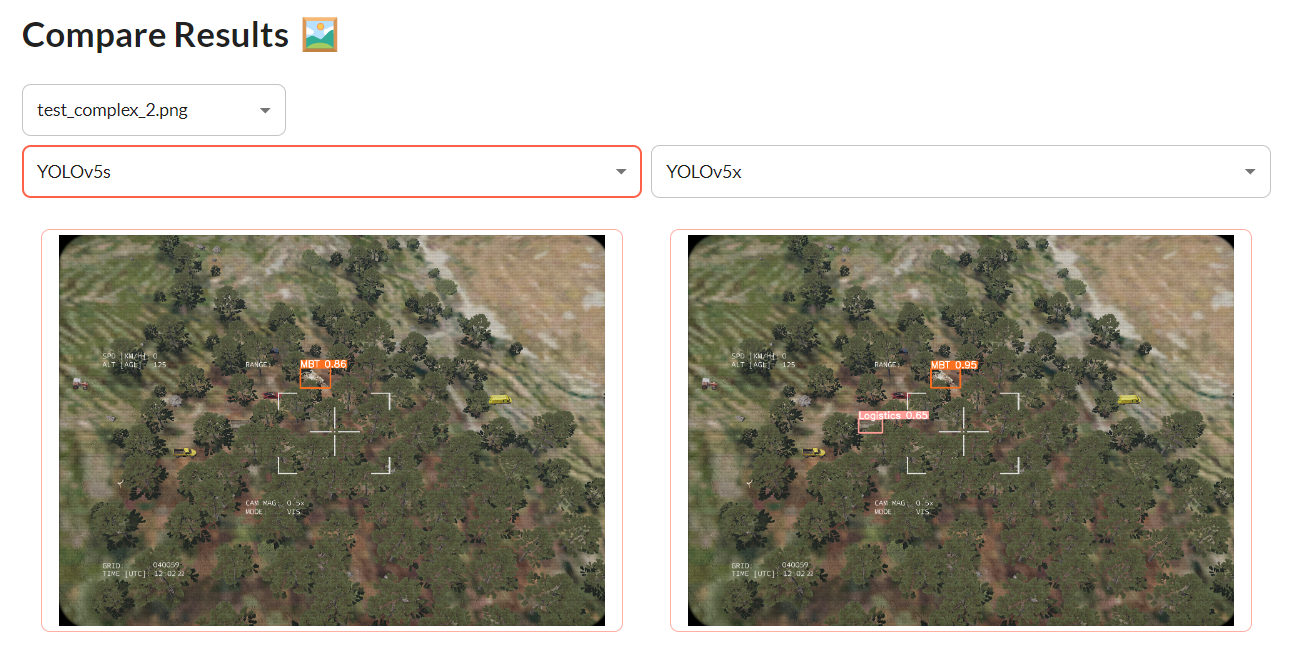 Compare Results
test_complex_2.png
YOLOv5s
YOLOv5x
SPD [KM/H]: 0
ALT [AGL]: 125
RANGE:
MBT 0.86
CAM MAG: 0.5x
MODE: VIS
GRID: 040059
TIME [UTC]: 12:02:22
SPD [KM/H]: 0
ALT [AGL]: 125
RANGE:
MBT 0.95
Logistics 0.65
CAM MAG: 0.5x
MODE: VIS
GRID: 040059
TIME [UTC]: 12:02:22